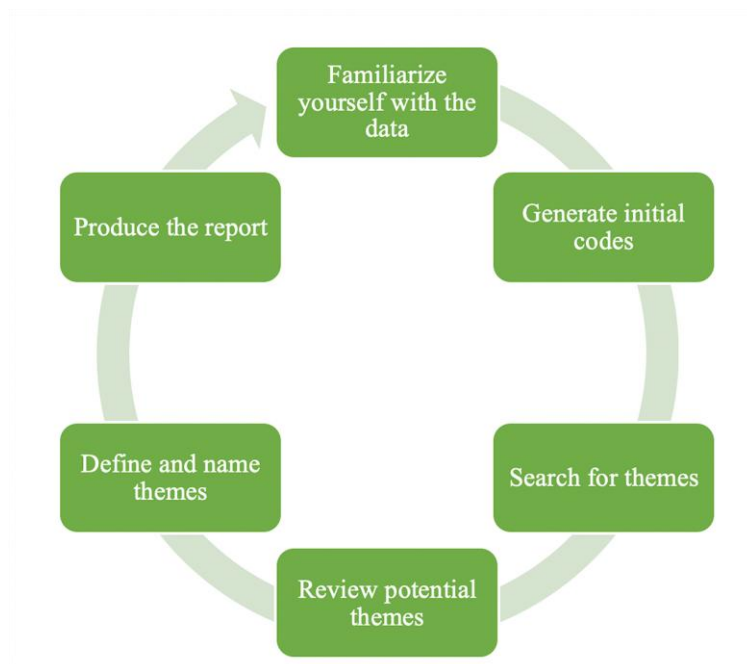 Familiarize
yourself with the
data
Generate initial
codes
Search for themes
Review potential
themes
Define and name
themes
Produce the report